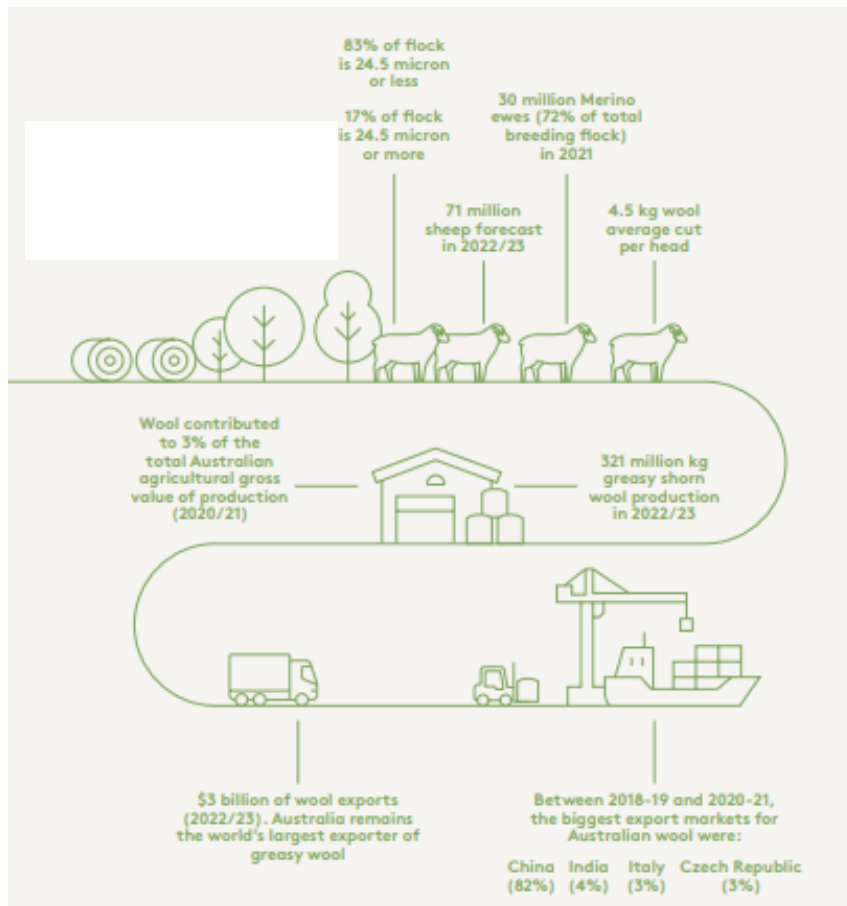 83% of flock
is 24.5 micron
or less
17% of flock
is 24.5 micron
or more
30 million Merino
ewes (72% of total
breeding flock)
in 2021
71 million
sheep forecast
in 2022/23
4.5 kg wool
average cut
per head
Wool contributed
to 3% of the
total Australian
agricultural gross
value of production
(2020/21)
321 million kg
greasy shorn
wool production
in 2022/23
$3 billion of wool exports
(2022/23). Australia remains
the world's largest exporter of
greasy wool
Between 2018-19 and 2020-21,
the biggest export markets for
Australian wool were:
China India Italy Czech Republic
(82%) (4%) (3%) (3%)